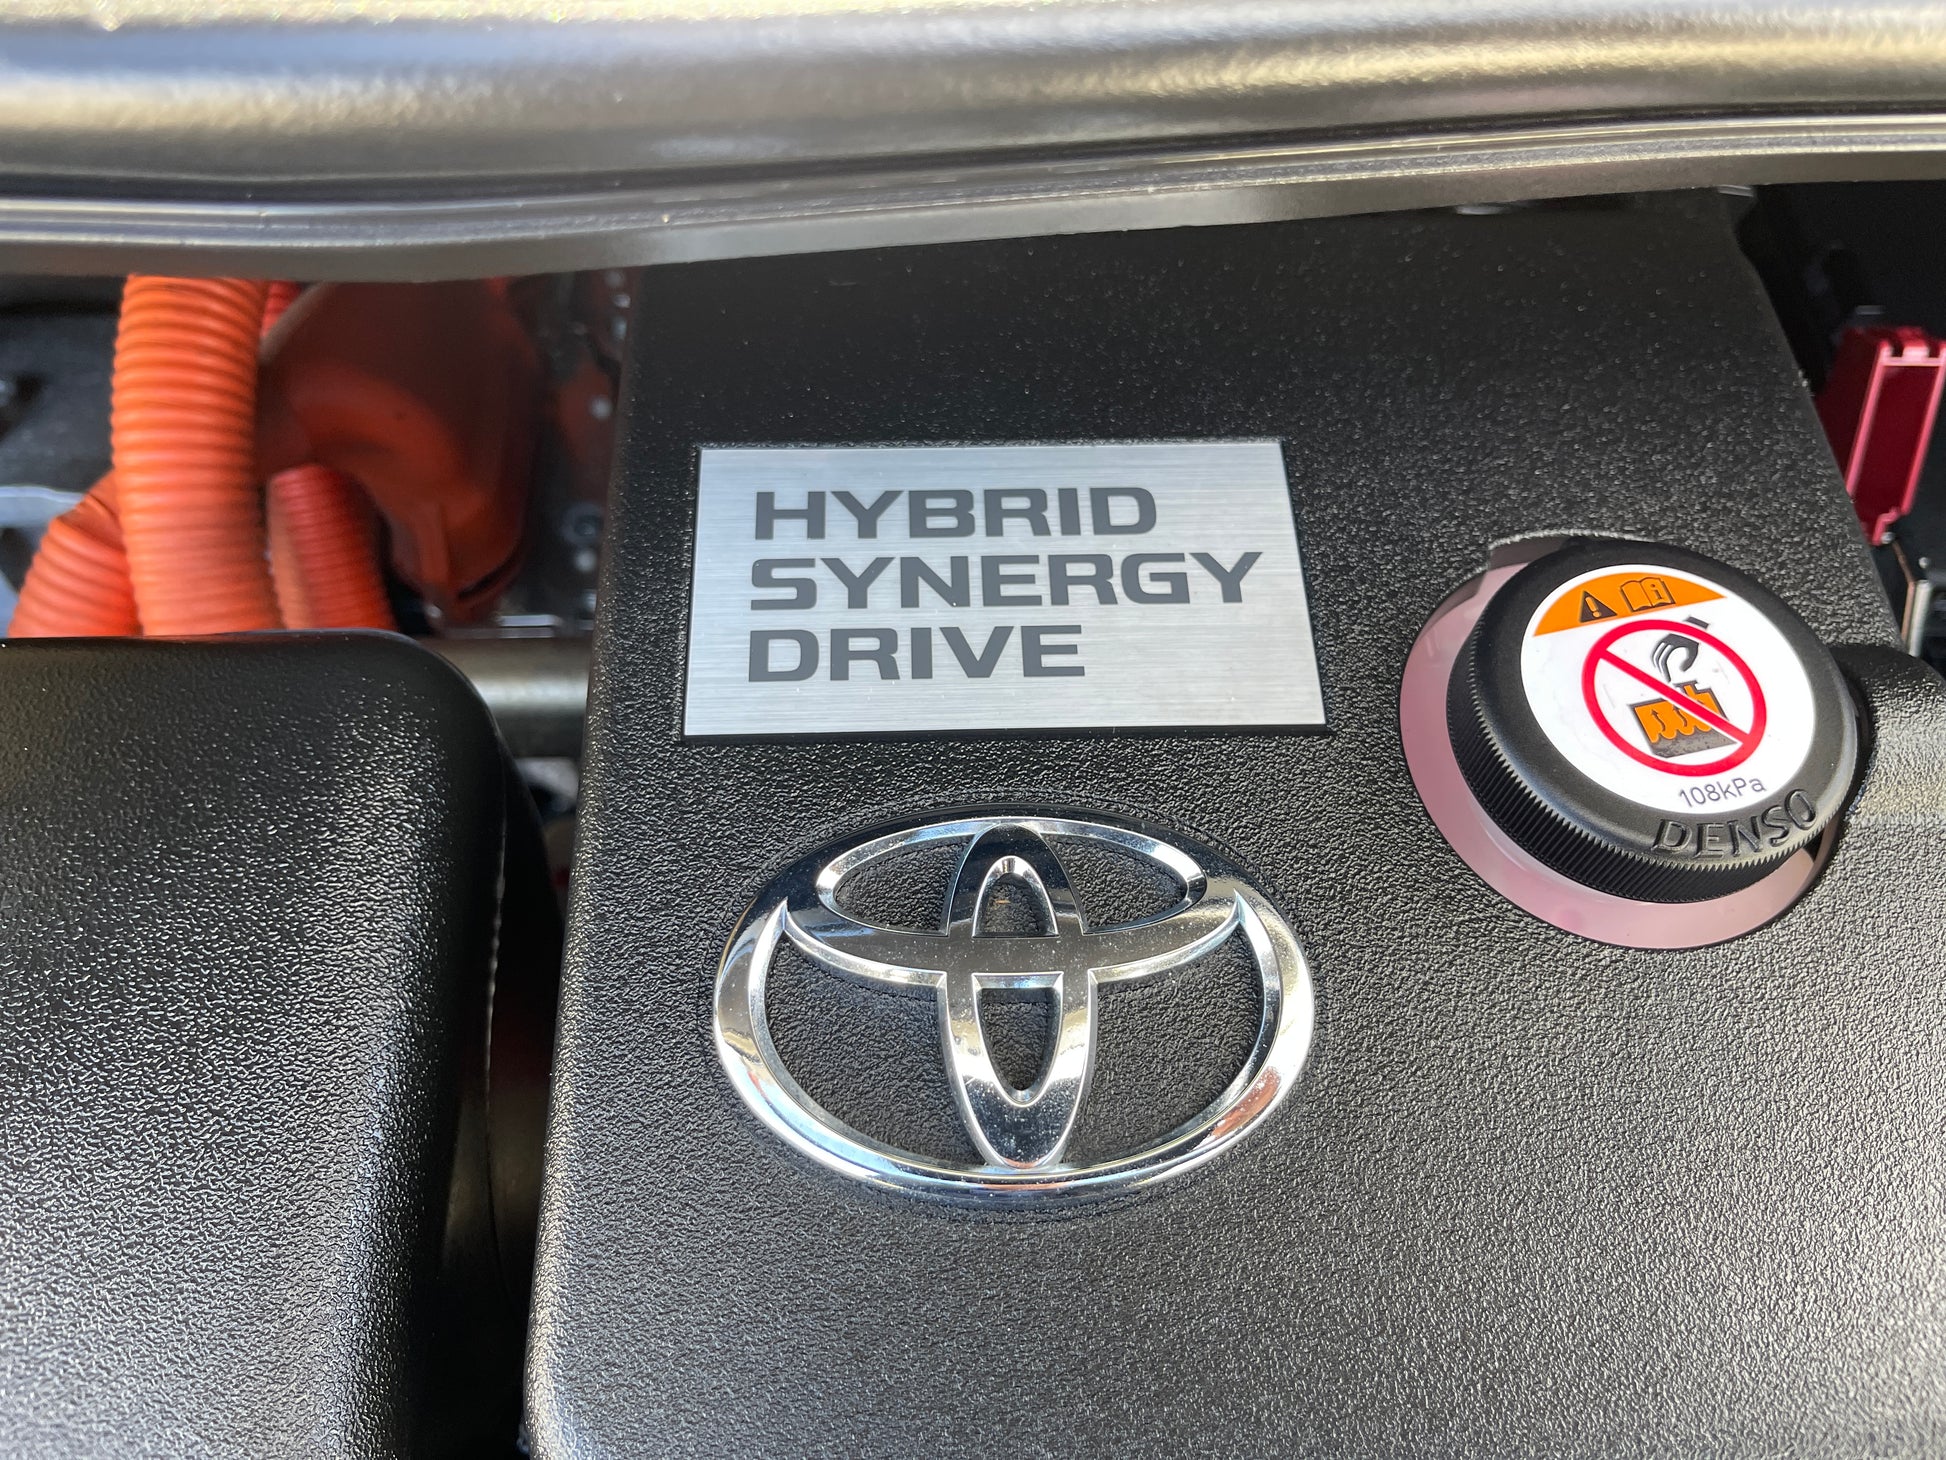 HYBRID
SYNERGY
DRIVE
108kPa
DENSO